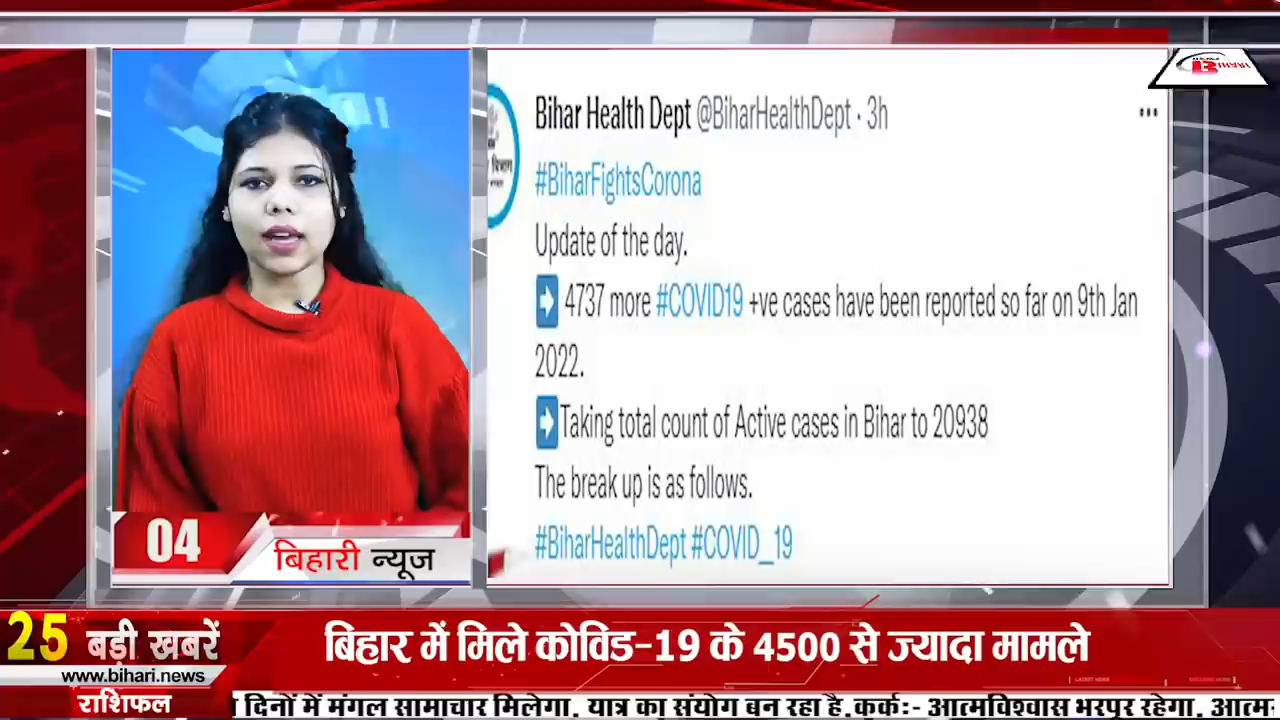 BIHARI
Bihar Health Dept @BiharHealthDept · 3h
विभाग
#BiharFightsCorona
Update of the day.
➡ 4737 more #COVID19 +ve cases have been reported so far on 9th Jan
2022.
➡Taking total count of Active cases in Bihar to 20938
The break up is as follows.
#BiharHealthDept #COVID_19
04
बिहारी न्यूज
25 बड़ी खबरें
www.bihari.news
बिहार में मिले कोविड-19 के 4500 से ज्यादा मामले
LATEST NEWS
राशिफल
दिनों में मंगल सामाचार मिलेगा. यात्र का संयोग बन रहा है.कर्कः- आत्मविश्वास भरपूर रहेगा. आत्म-